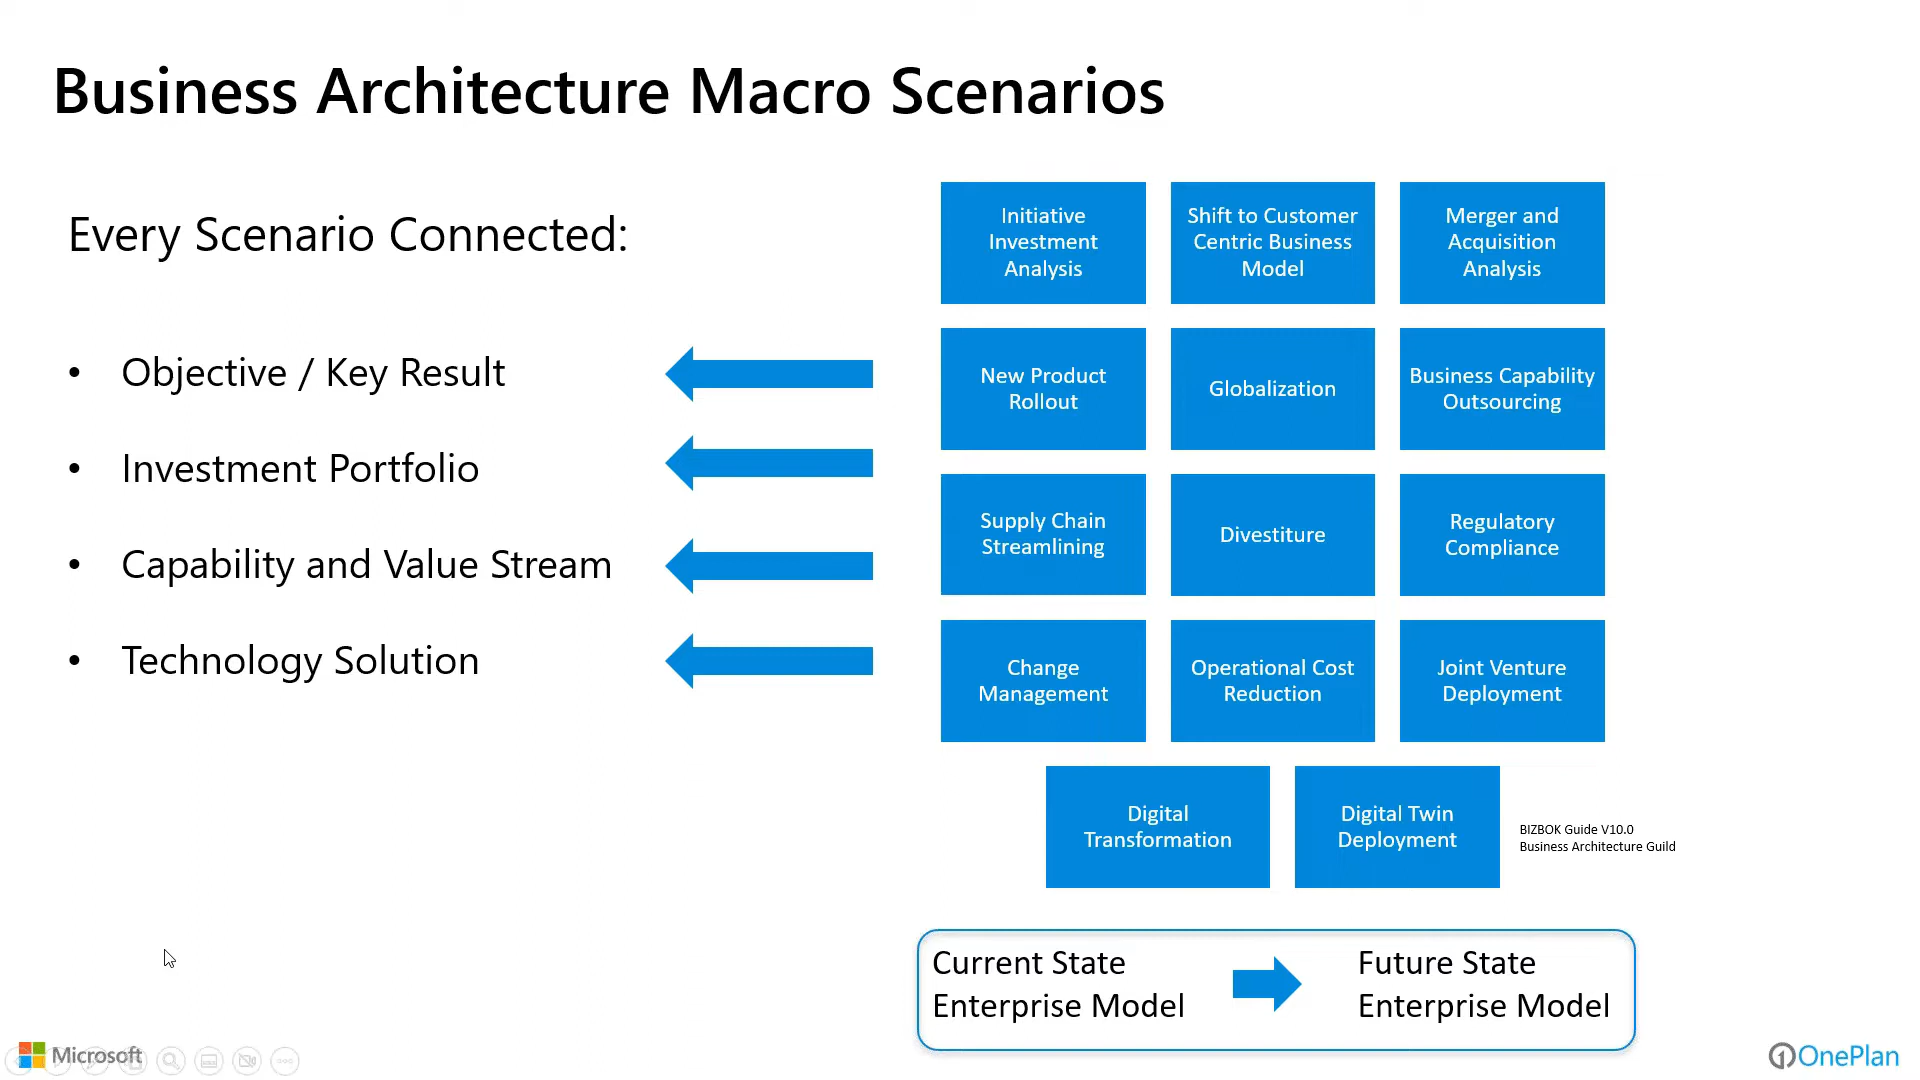 Business Architecture Macro Scenarios
Every Scenario Connected:
• Objective / Key Result
• Investment Portfolio
• Capability and Value Stream
• Technology Solution
Initiative
Investment
Analysis
Shift to Customer
Centric Business
Model
Merger and
Acquisition
Analysis
New Product
Rollout
Globalization
Business Capability
Outsourcing
Supply Chain
Streamlining
Divestiture
Regulatory
Compliance
Change
Management
Operational Cost
Reduction
Joint Venture
Deployment
Digital
Transformation
Digital Twin
Deployment
BIZBOK Guide V10.0
Business Architecture Guild
Current State
Enterprise Model
Future State
Enterprise Model
Microsoft
OnePlan